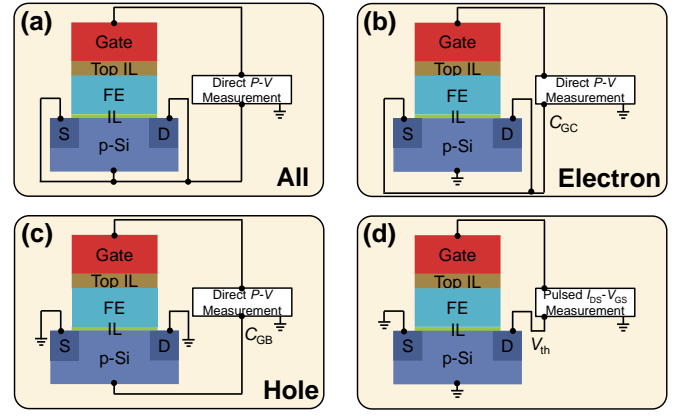 (a)
Gate
Top IL
FE
IL
S
D
p-Si
Direct P-V
Measurement
All
(b)
Gate
Top IL
FE
IL
S
D
p-Si
Direct P-V
Measurement
CGC
Electron
(c)
Gate
Top IL
FE
IL
S
D
p-Si
Direct P-V
Measurement
CGB
Hole
(d)
Gate
Top IL
FE
IL
S
D
p-Si
Pulsed IDS-VGS
Measurement
Vth